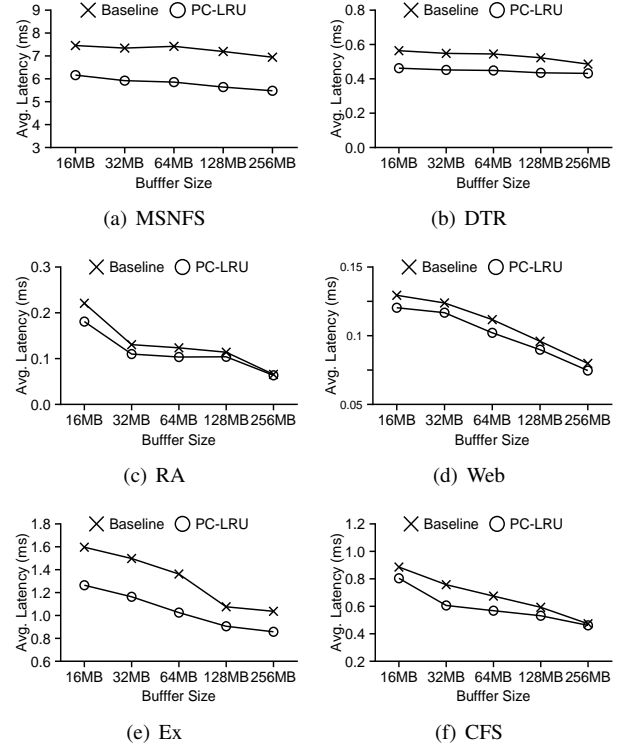 Baseline PC-LRU
Avg. Latency (ms)
9
8
7
6
5
4
3
16MB 32MB 64MB 128MB 256MB
Bufffer Size
(a) MSNFS
Baseline PC-LRU
Avg. Latency (ms)
0.8
0.6
0.4
0.2
0.0
16MB 32MB 64MB 128MB 256MB
Bufffer Size
(b) DTR
Baseline PC-LRU
Avg. Latency (ms)
0.3
0.2
0.1
0.0
16MB 32MB 64MB 128MB 256MB
Bufffer Size
(c) RA
Baseline PC-LRU
Avg. Latency (ms)
0.15
0.1
0.05
16MB 32MB 64MB 128MB 256MB
Bufffer Size
(d) Web
Baseline PC-LRU
Avg. Latency (ms)
1.8
1.6
1.4
1.2
1.0
0.8
0.6
16MB 32MB 64MB 128MB 256MB
Bufffer Size
(e) Ex
Baseline PC-LRU
Avg. Latency (ms)
1.2
1.0
0.8
0.6
0.4
0.2
16MB 32MB 64MB 128MB 256MB
Bufffer Size
(f) CFS